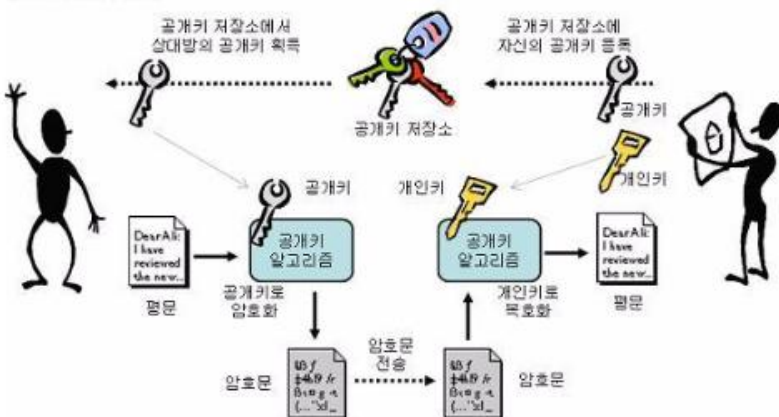 공개키 저장소에서
상대방의 공개키 획득
공개키 저장소에
자신의 공개키 등록
공개키 저장소
공개키
개인키
공개키
개인키
DearAli:
I have
reviewed
the new...
평문
공개키
알고리즘
공개키로
암호화
공개키
알고리즘
개인키로
복호화
DearAli:
I have
reviewed
the new...
평문
암호문
암호문
전송
암호문